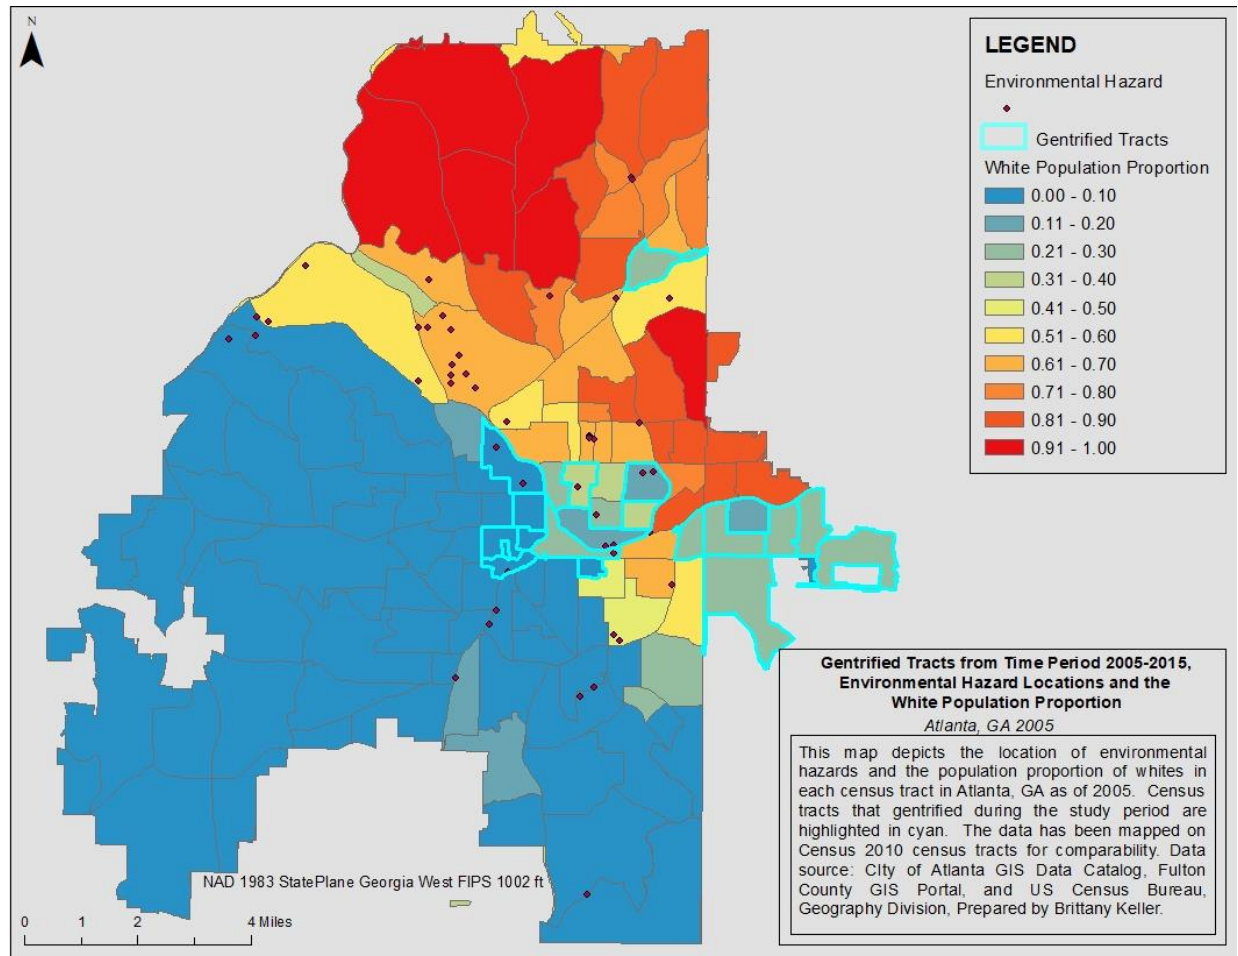 N
LEGEND
Environmental Hazard
Gentrified Tracts
White Population Proportion
0.00 - 0.10
0.11 - 0.20
0.21 - 0.30
0.31 - 0.40
0.41 - 0.50
0.51 - 0.60
0.61 - 0.70
0.71 - 0.80
0.81 - 0.90
0.91 - 1.00
Gentrified Tracts from Time Period 2005-2015,
Environmental Hazard Locations and the
White Population Proportion
Atlanta, GA 2005
This map depicts the location of environmental
hazards and the population proportion of whites in
each census tract in Atlanta, GA as of 2005. Census
tracts that gentrified during the study period are
highlighted in cyan. The data has been mapped on
Census 2010 census tracts for comparability. Data
source: CIty of Atlanta GIS Data Catalog, Fulton
County GIS Portal, and US Census Bureau,
Geography Division, Prepared by Brittany Keller.
NAD 1983 StatePlane Georgia West FIPS 1002 ft
0 1 2 4 Miles